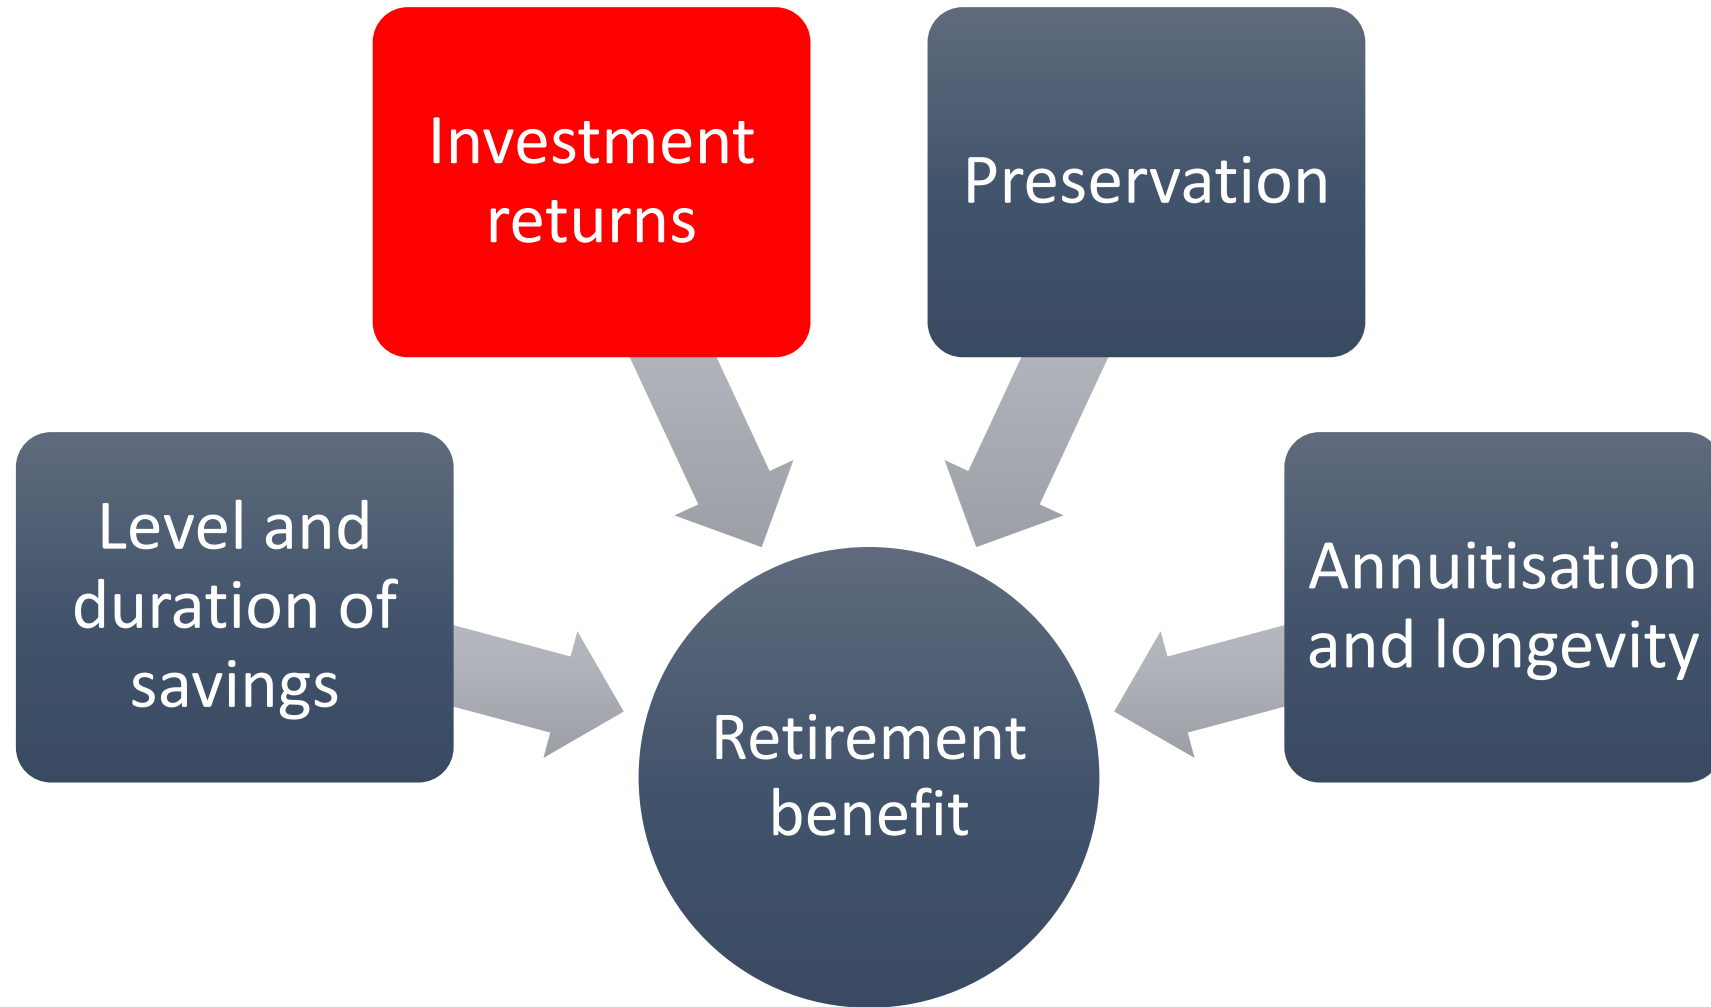 Investment
returns
Preservation
Level and
duration of
savings
Annuitisation
and longevity
Retirement
benefit